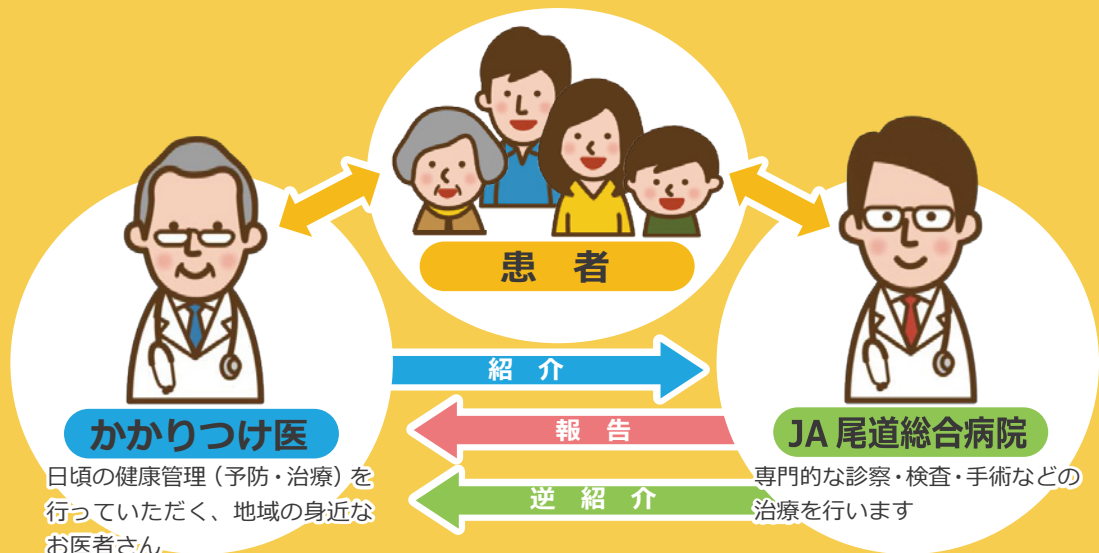 患 者
紹 介
報 告
逆 紹 介
かかりつけ医
日頃の健康管理（予防・治療）を
行っていただく、地域の身近な
お医者さん
JA 尾道総合病院
専門的な診察・検査・手術などの
治療を行います